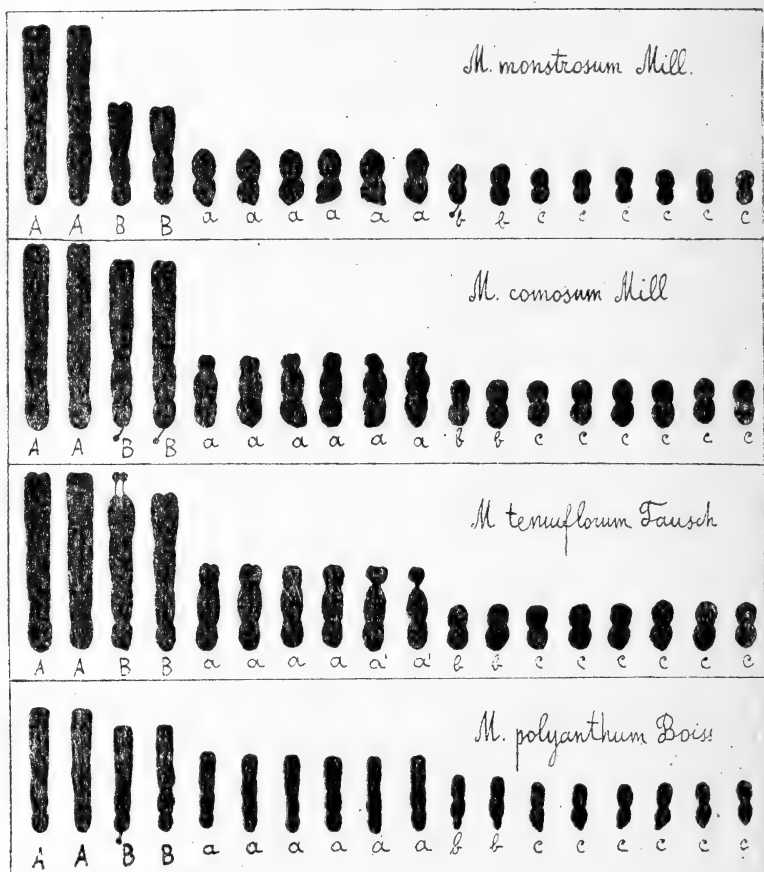 M. monstrosum Mill.
A A B B a a a a a a b b c c c c c c
M. comosum Mill
A A B B a a a a a a b b c c c c c c
M tenuiflorum Tausch
A A B B a a a a a' a' b b c c c c c c
M. polyanthum Boiss
A A B B a a a a a a b b c c c c c c